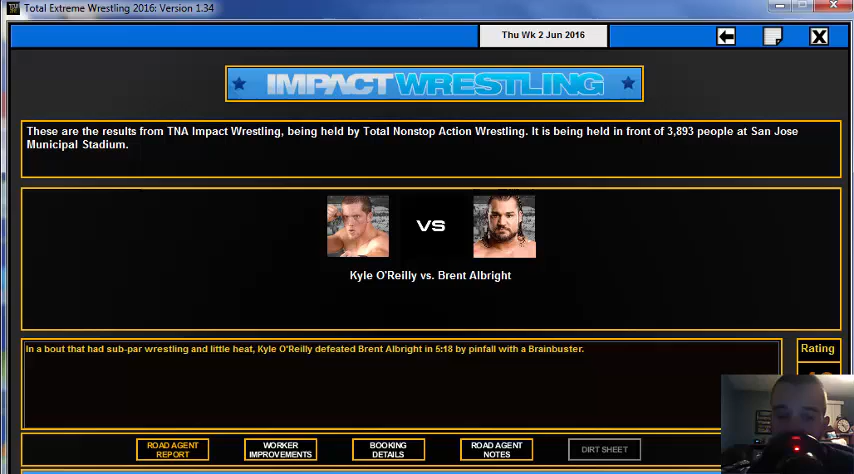 Total Extreme Wrestling 2016: Version 1.34
Thu Wk 2 Jun 2016
IMPACT WRESTLING
These are the results from TNA Impact Wrestling, being held by Total Nonstop Action Wrestling. It is being held in front of 3,893 people at San Jose
Municipal Stadium.
VS
Kyle O'Reilly vs. Brent Albright
In a bout that had sub-par wrestling and little heat, Kyle O'Reilly defeated Brent Albright in 5:18 by pinfall with a Brainbuster.
Rating
ROAD AGENT
REPORT
WORKER
IMPROVEMENTS
BOOKING
DETAILS
ROAD AGENT
NOTES
DIRT SHEET